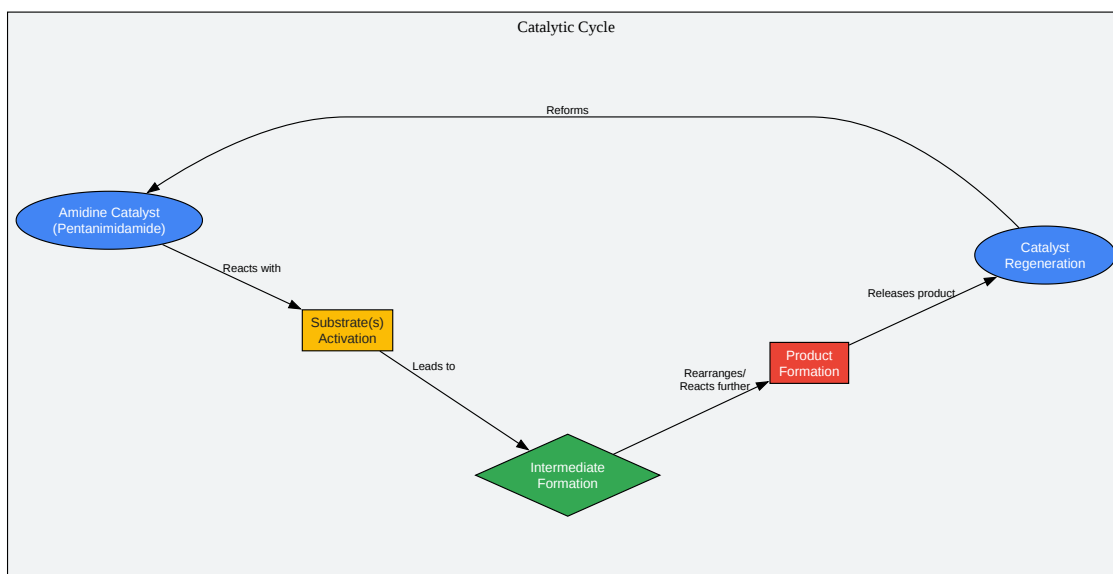 Catalytic Cycle
Reforms
Amidine Catalyst
(Pentanimidamide)
Reacts with
Substrate(s)
Activation
Leads to
Intermediate
Formation
Rearranges/
Reacts further
Product
Formation
Releases product
Catalyst
Regeneration